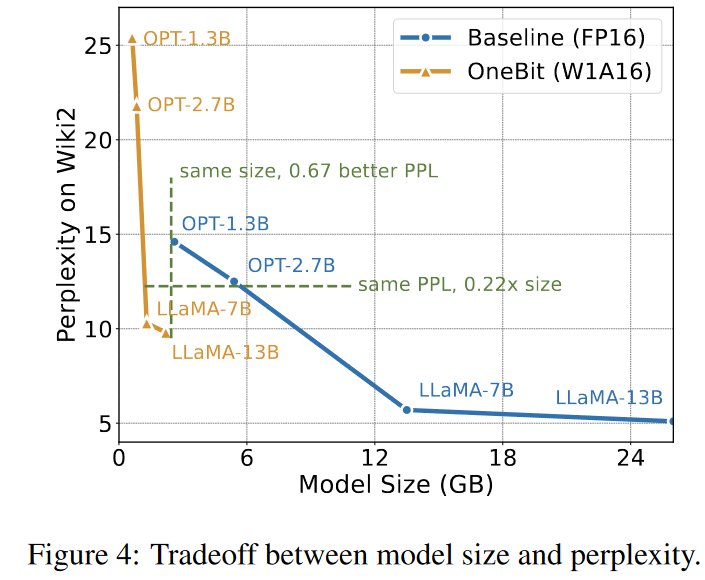 Baseline (FP16)
OneBit (W1A16)
Perplexity on Wiki2
25
20
15
10
5
OPT-1.3B
OPT-2.7B
same size, 0.67 better PPL
OPT-1.3B
OPT-2.7B
same PPL, 0.22x size
LLaMA-7B
LLaMA-13B
LLaMA-7B
LLaMA-13B
0
6
12
18
24
Model Size (GB)
Figure 4: Tradeoff between model size and perplexity.